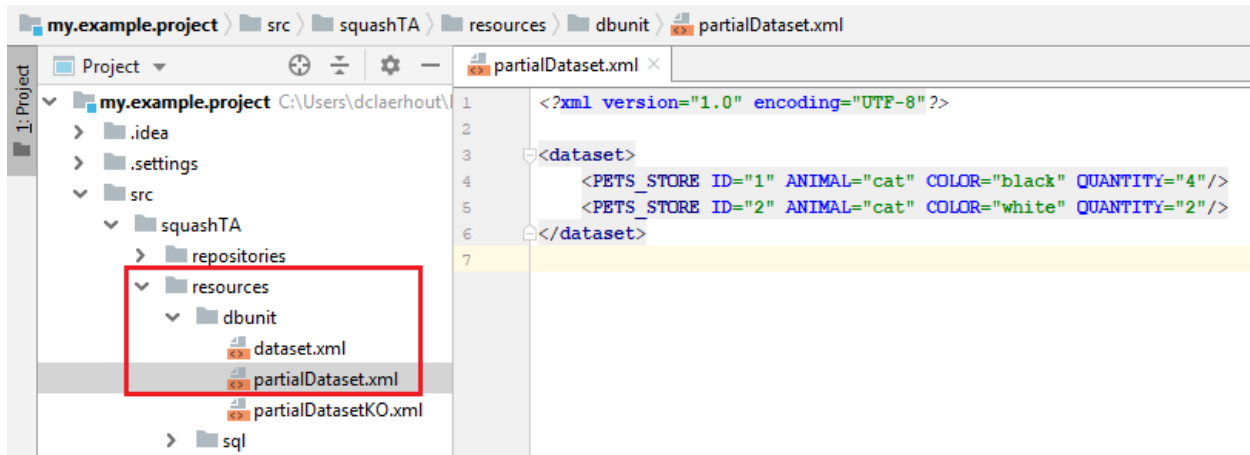 my.example.project src squashTA resources dbunit partialDataset.xml
1: Project
Project
my.example.project C:\Users\dclaerhout\
.idea
.settings
src
squashTA
repositories
resources
dbunit
dataset.xml
partialDataset.xml
partialDatasetKO.xml
sql
partialDataset.xml
1 <?xml version="1.0" encoding="UTF-8"?>
2
3 <dataset>
4 <PETS_STORE ID="1" ANIMAL="cat" COLOR="black" QUANTITY="4"/>
5 <PETS_STORE ID="2" ANIMAL="cat" COLOR="white" QUANTITY="2"/>
6 </dataset>
7